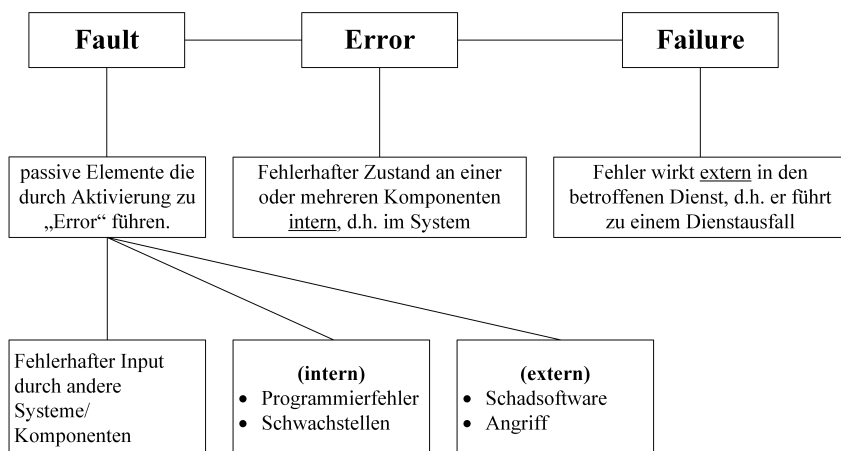 Fault
Error
Failure
passive Elemente die
durch Aktivierung zu
„Error“ führen.
Fehlerhafter Zustand an einer
oder mehreren Komponenten
intern, d.h. im System
Fehler wirkt extern in den
betroffenen Dienst, d.h. er führt
zu einem Dienstausfall
Fehlerhafter Input
durch andere
Systeme/
Komponenten
(intern)
• Programmierfehler
• Schwachstellen
(extern)
• Schadsoftware
• Angriff